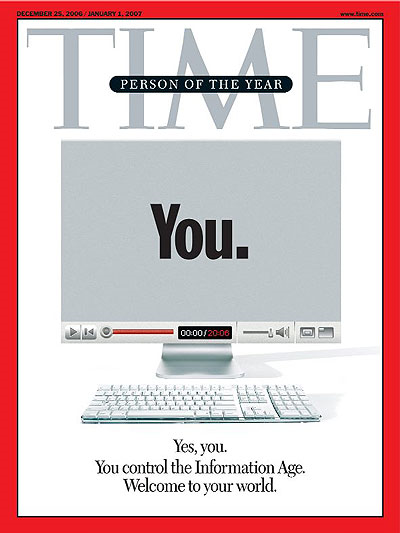 DECEMBER 25, 2006 / JANUARY 1, 2007 www.time.com
TIME
PERSON OF THE YEAR
You.
00:00/20:06
Yes, you.
You control the Information Age.
Welcome to your world.